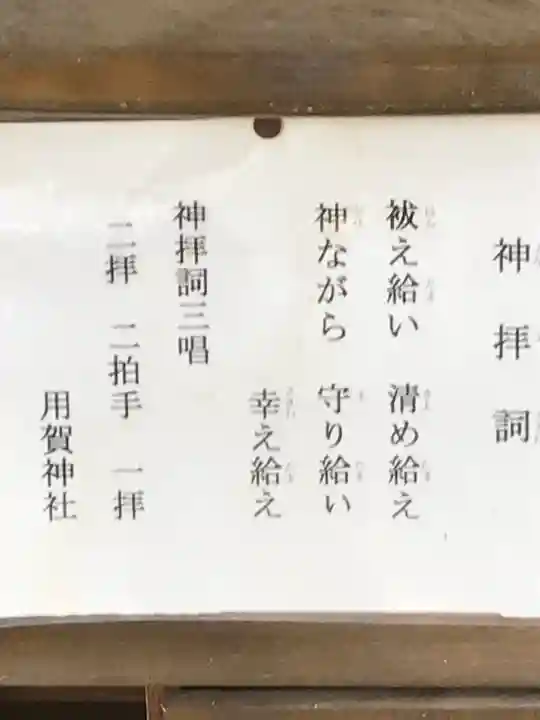 神拝詞
祓え給い 清め給え
神ながら 守り給い
幸え給え
神拝詞三唱
二拝 二拍手 一拝
用賀神社